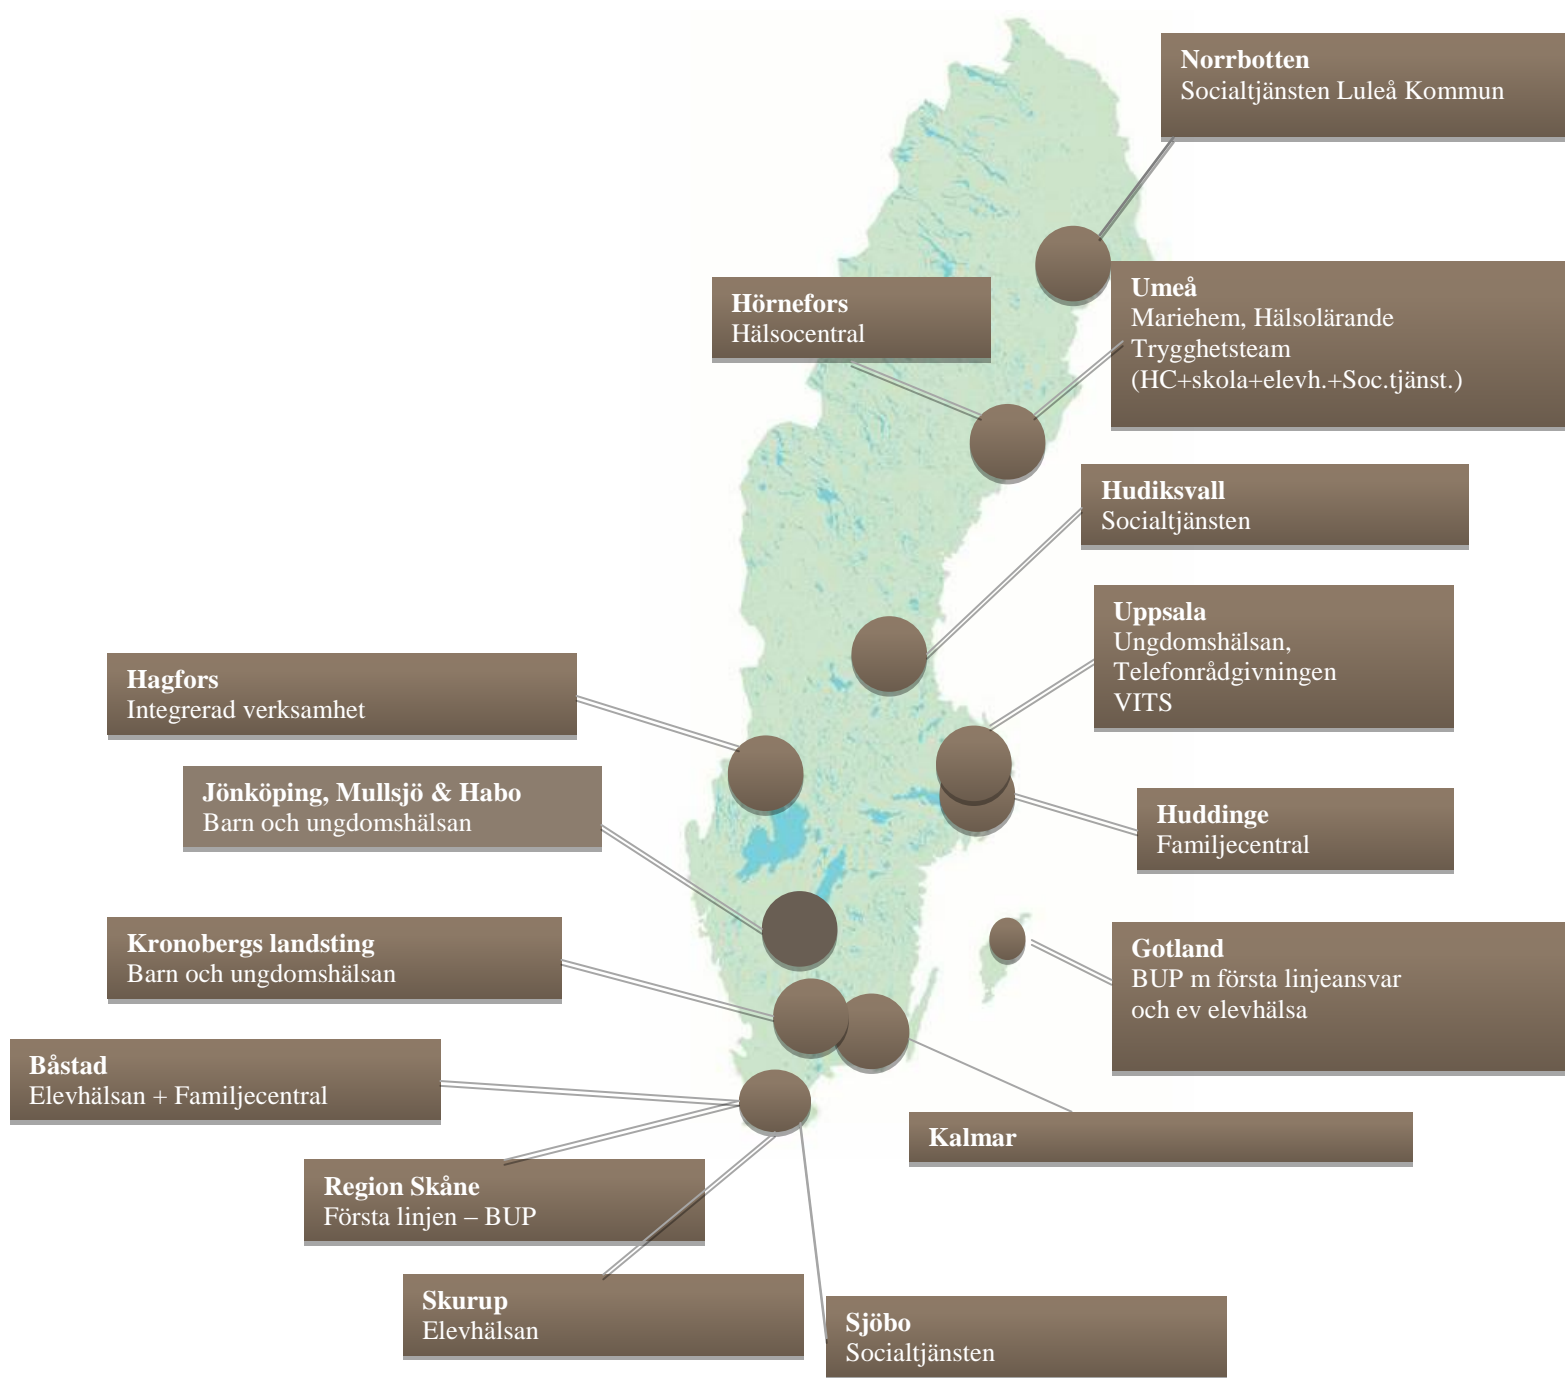 Norrbotten
Socialtjänsten Luleå Kommun
Hörnefors
Hälsocentral
Umeå
Mariehem, Hälsolärande
Trygghetsteam
(HC+skola+elevh.+Soc.tjänst.)
Hudiksvall
Socialtjänsten
Uppsala
Ungdomshälsan,
Telefonrådgivningen
VITS
Hagfors
Integrerad verksamhet
Jönköping, Mullsjö & Habo
Barn och ungdomshälsan
Huddinge
Familjecentral
Kronobergs landsting
Barn och ungdomshälsan
Gotland
BUP m första linjeansvar
och ev elevhälsa
Båstad
Elevhälsan + Familjecentral
Kalmar
Region Skåne
Första linjen – BUP
Skurup
Elevhälsan
Sjöbo
Socialtjänsten